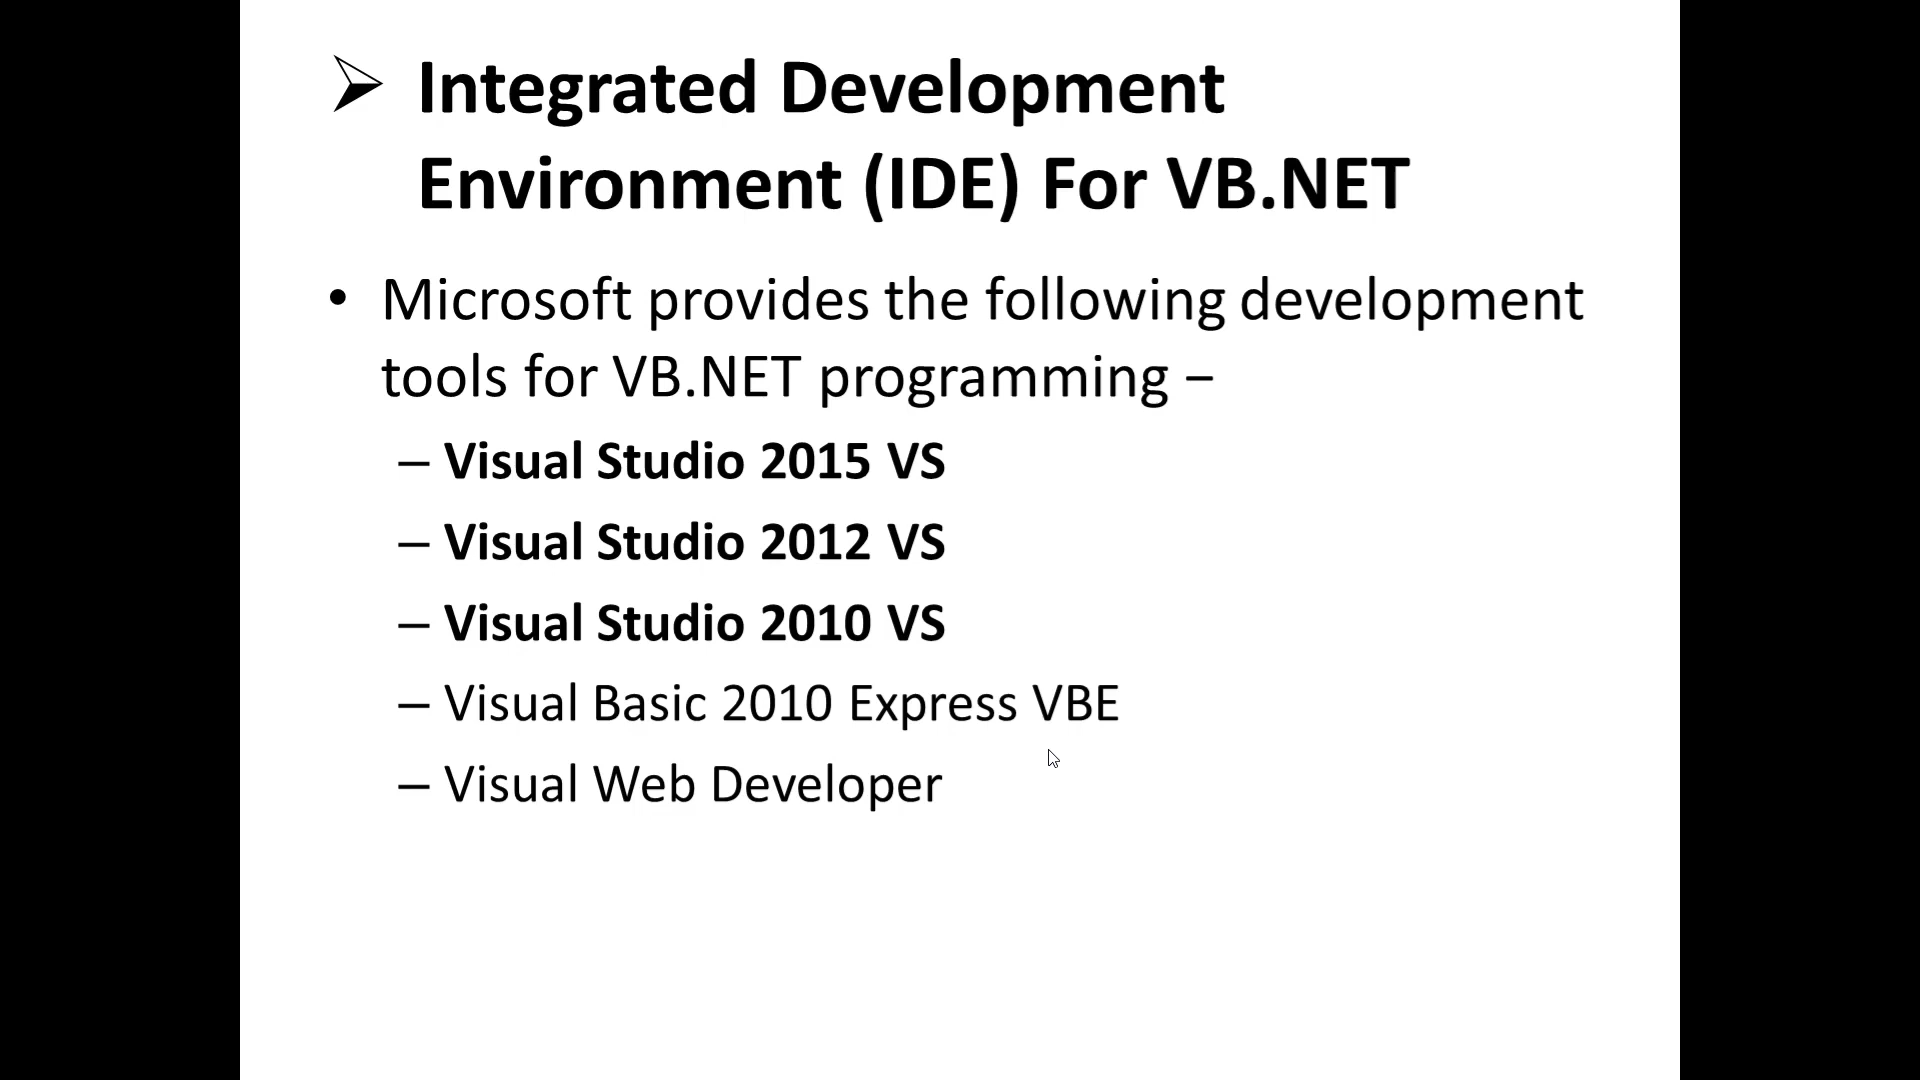 ➢ Integrated Development
Environment (IDE) For VB.NET
• Microsoft provides the following development
tools for VB.NET programming −
– Visual Studio 2015 VS
– Visual Studio 2012 VS
– Visual Studio 2010 VS
– Visual Basic 2010 Express VBE
– Visual Web Developer